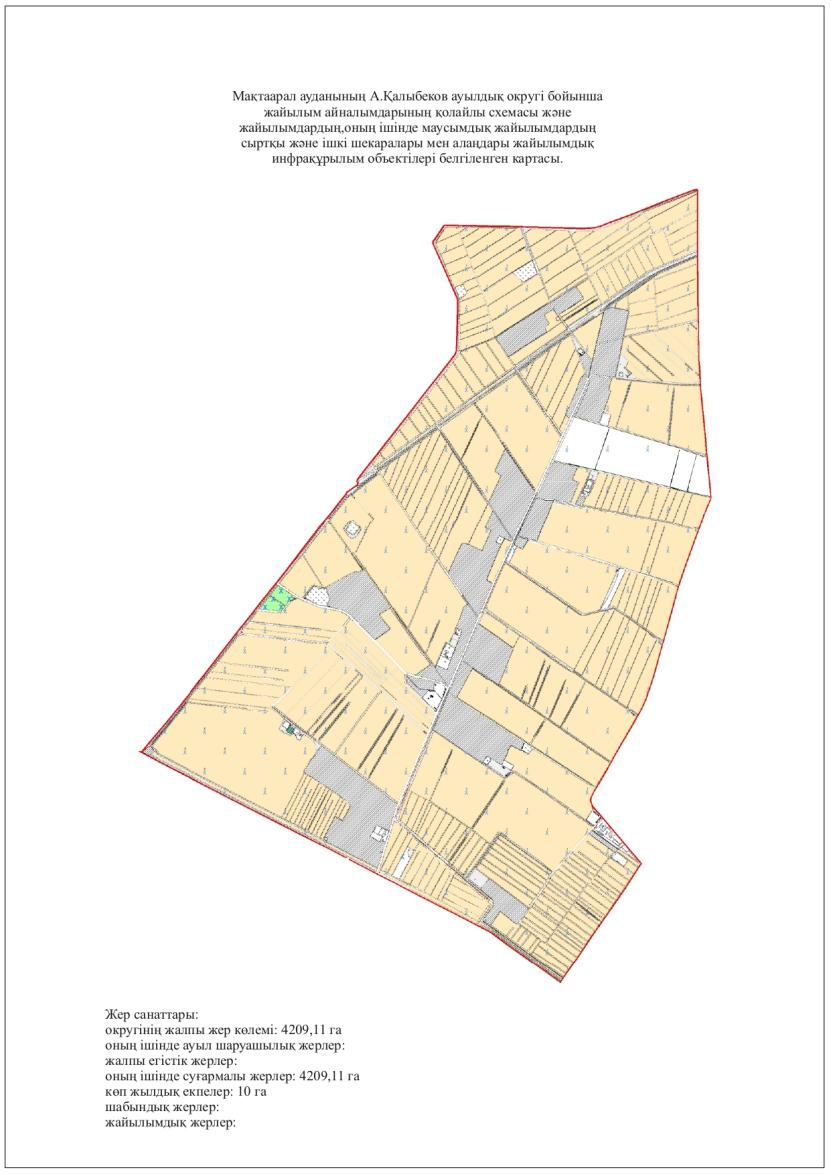 Мақтаарал ауданының А.Қалыбеков ауылдық округі бойынша
жайылым айналымдарының қолайлы схемасы және
жайылымдардың,оның ішінде маусымдық жайылымдардың
сыртқы және ішкі шекаралары мен алаңдары жайылымдық
инфрақұрылым объектілері белгіленген картасы.
Жер санаттары:
округінің жалпы жер көлемі: 4209,11 га
оның ішінде ауыл шаруашылық жерлер:
жалпы егістік жерлер:
оның ішінде суғармалы жерлер: 4209,11 га
көп жылдық екпелер: 10 га
шабындық жерлер:
жайылымдық жерлер: